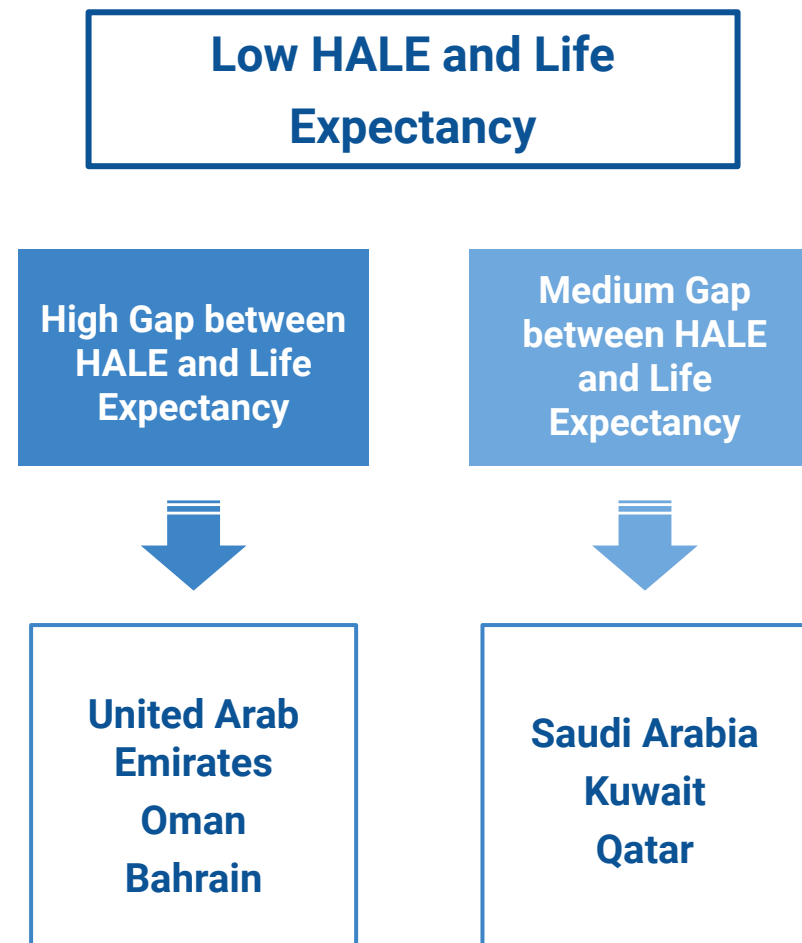 Low HALE and Life
Expectancy
High Gap between
HALE and Life
Expectancy
Medium Gap
between HALE
and Life
Expectancy
United Arab
Emirates
Oman
Bahrain
Saudi Arabia
Kuwait
Qatar